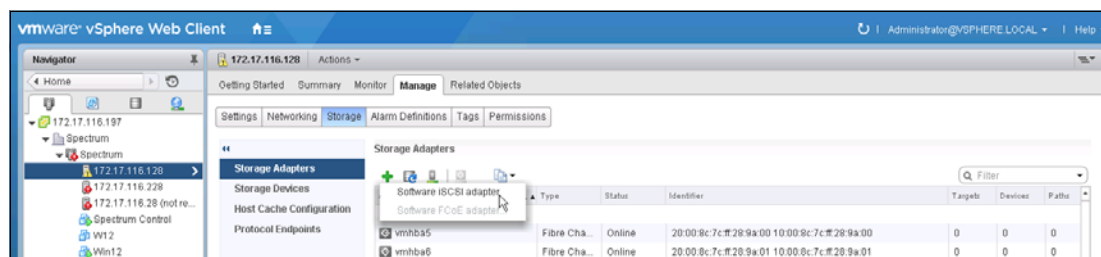 vmware® vSphere Web Client
Administrator@VSPHERE.LOCAL
Help
Navigator
172.17.116.128 Actions
Home
Getting Started Summary Monitor Manage Related Objects
Settings Networking Storage Alarm Definitions Tags Permissions
172.17.116.197
Spectrum
Spectrum
172.17.116.128
172.17.116.228
172.17.116.28 (not re...
Spectrum Control
W12
Win12
Storage Adapters
Storage Devices
Host Cache Configuration
Protocol Endpoints
Storage Adapters
Filter
Software iSCSI adapter
Software FCoE adapter
Type Status Identifier Targets Devices Paths
vmhba5 Fibre Cha... Online 20:00:8c:7c:ff:28:9a:00 10:00:8c:7c:ff:28:9a:00 0 0 0
vmhba6 Fibre Cha... Online 20:00:8c:7c:ff:28:9a:01 10:00:8c:7c:ff:28:9a:01 0 0 0